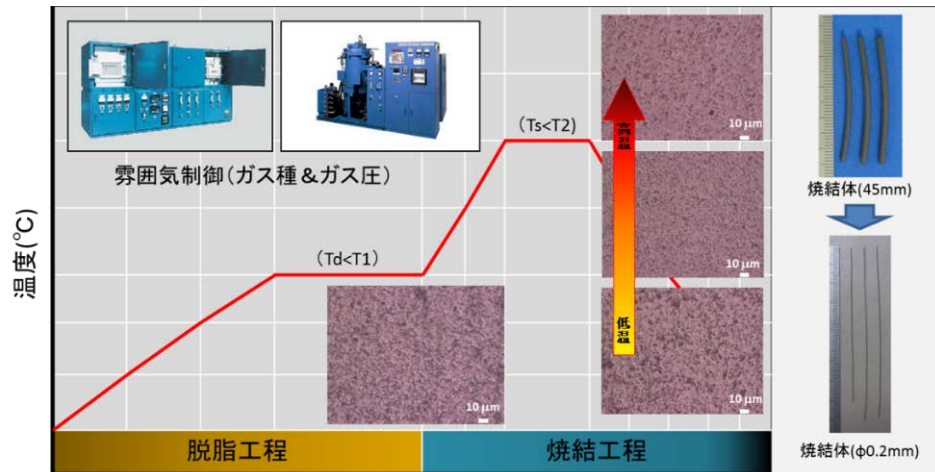 雰囲気制御(ガス種&ガス圧)
温度(℃)
(Td<T1)
(Ts<T2)
10 μm
10 μm
10 μm
10 μm
低温
脱脂工程
焼結工程
焼結体(45mm)
焼結体(φ0.2mm)